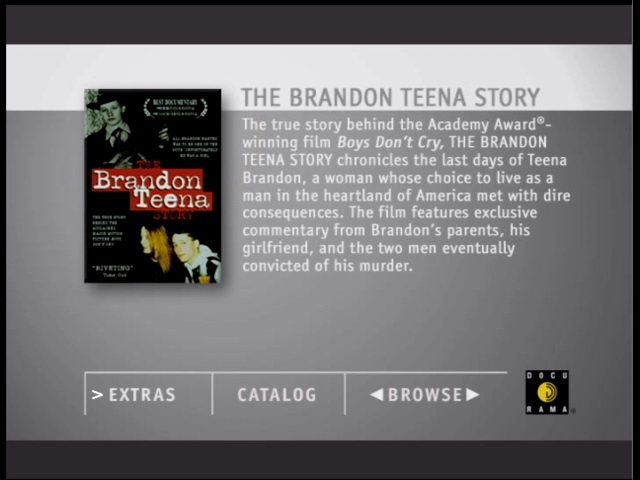 THE BRANDON TEENA STORY
The true story behind the Academy Award®-
winning film Boys Don't Cry, THE BRANDON
TEENA STORY chronicles the last days of Teena
Brandon, a woman whose choice to live as a
man in the heartland of America met with dire
consequences. The film features exclusive
commentary from Brandon's parents, his
girlfriend, and the two men eventually
convicted of his murder.
BEST DOCUMENTARY
ALL BRANDON WANTED
WAS TO BE ONE OF THE
GUYS. UNFORTUNATELY
HE WAS A GIRL.
THE
Brandon
Teena
STORY
THE TRUE STORY
BEHIND THE
ACCLAIMED
MAJOR MOTION
PICTURE BOYS
DON'T CRY
"RIVETING"
Time Out
> EXTRAS
CATALOG
◀BROWSE▶
DOCU
RAMA®